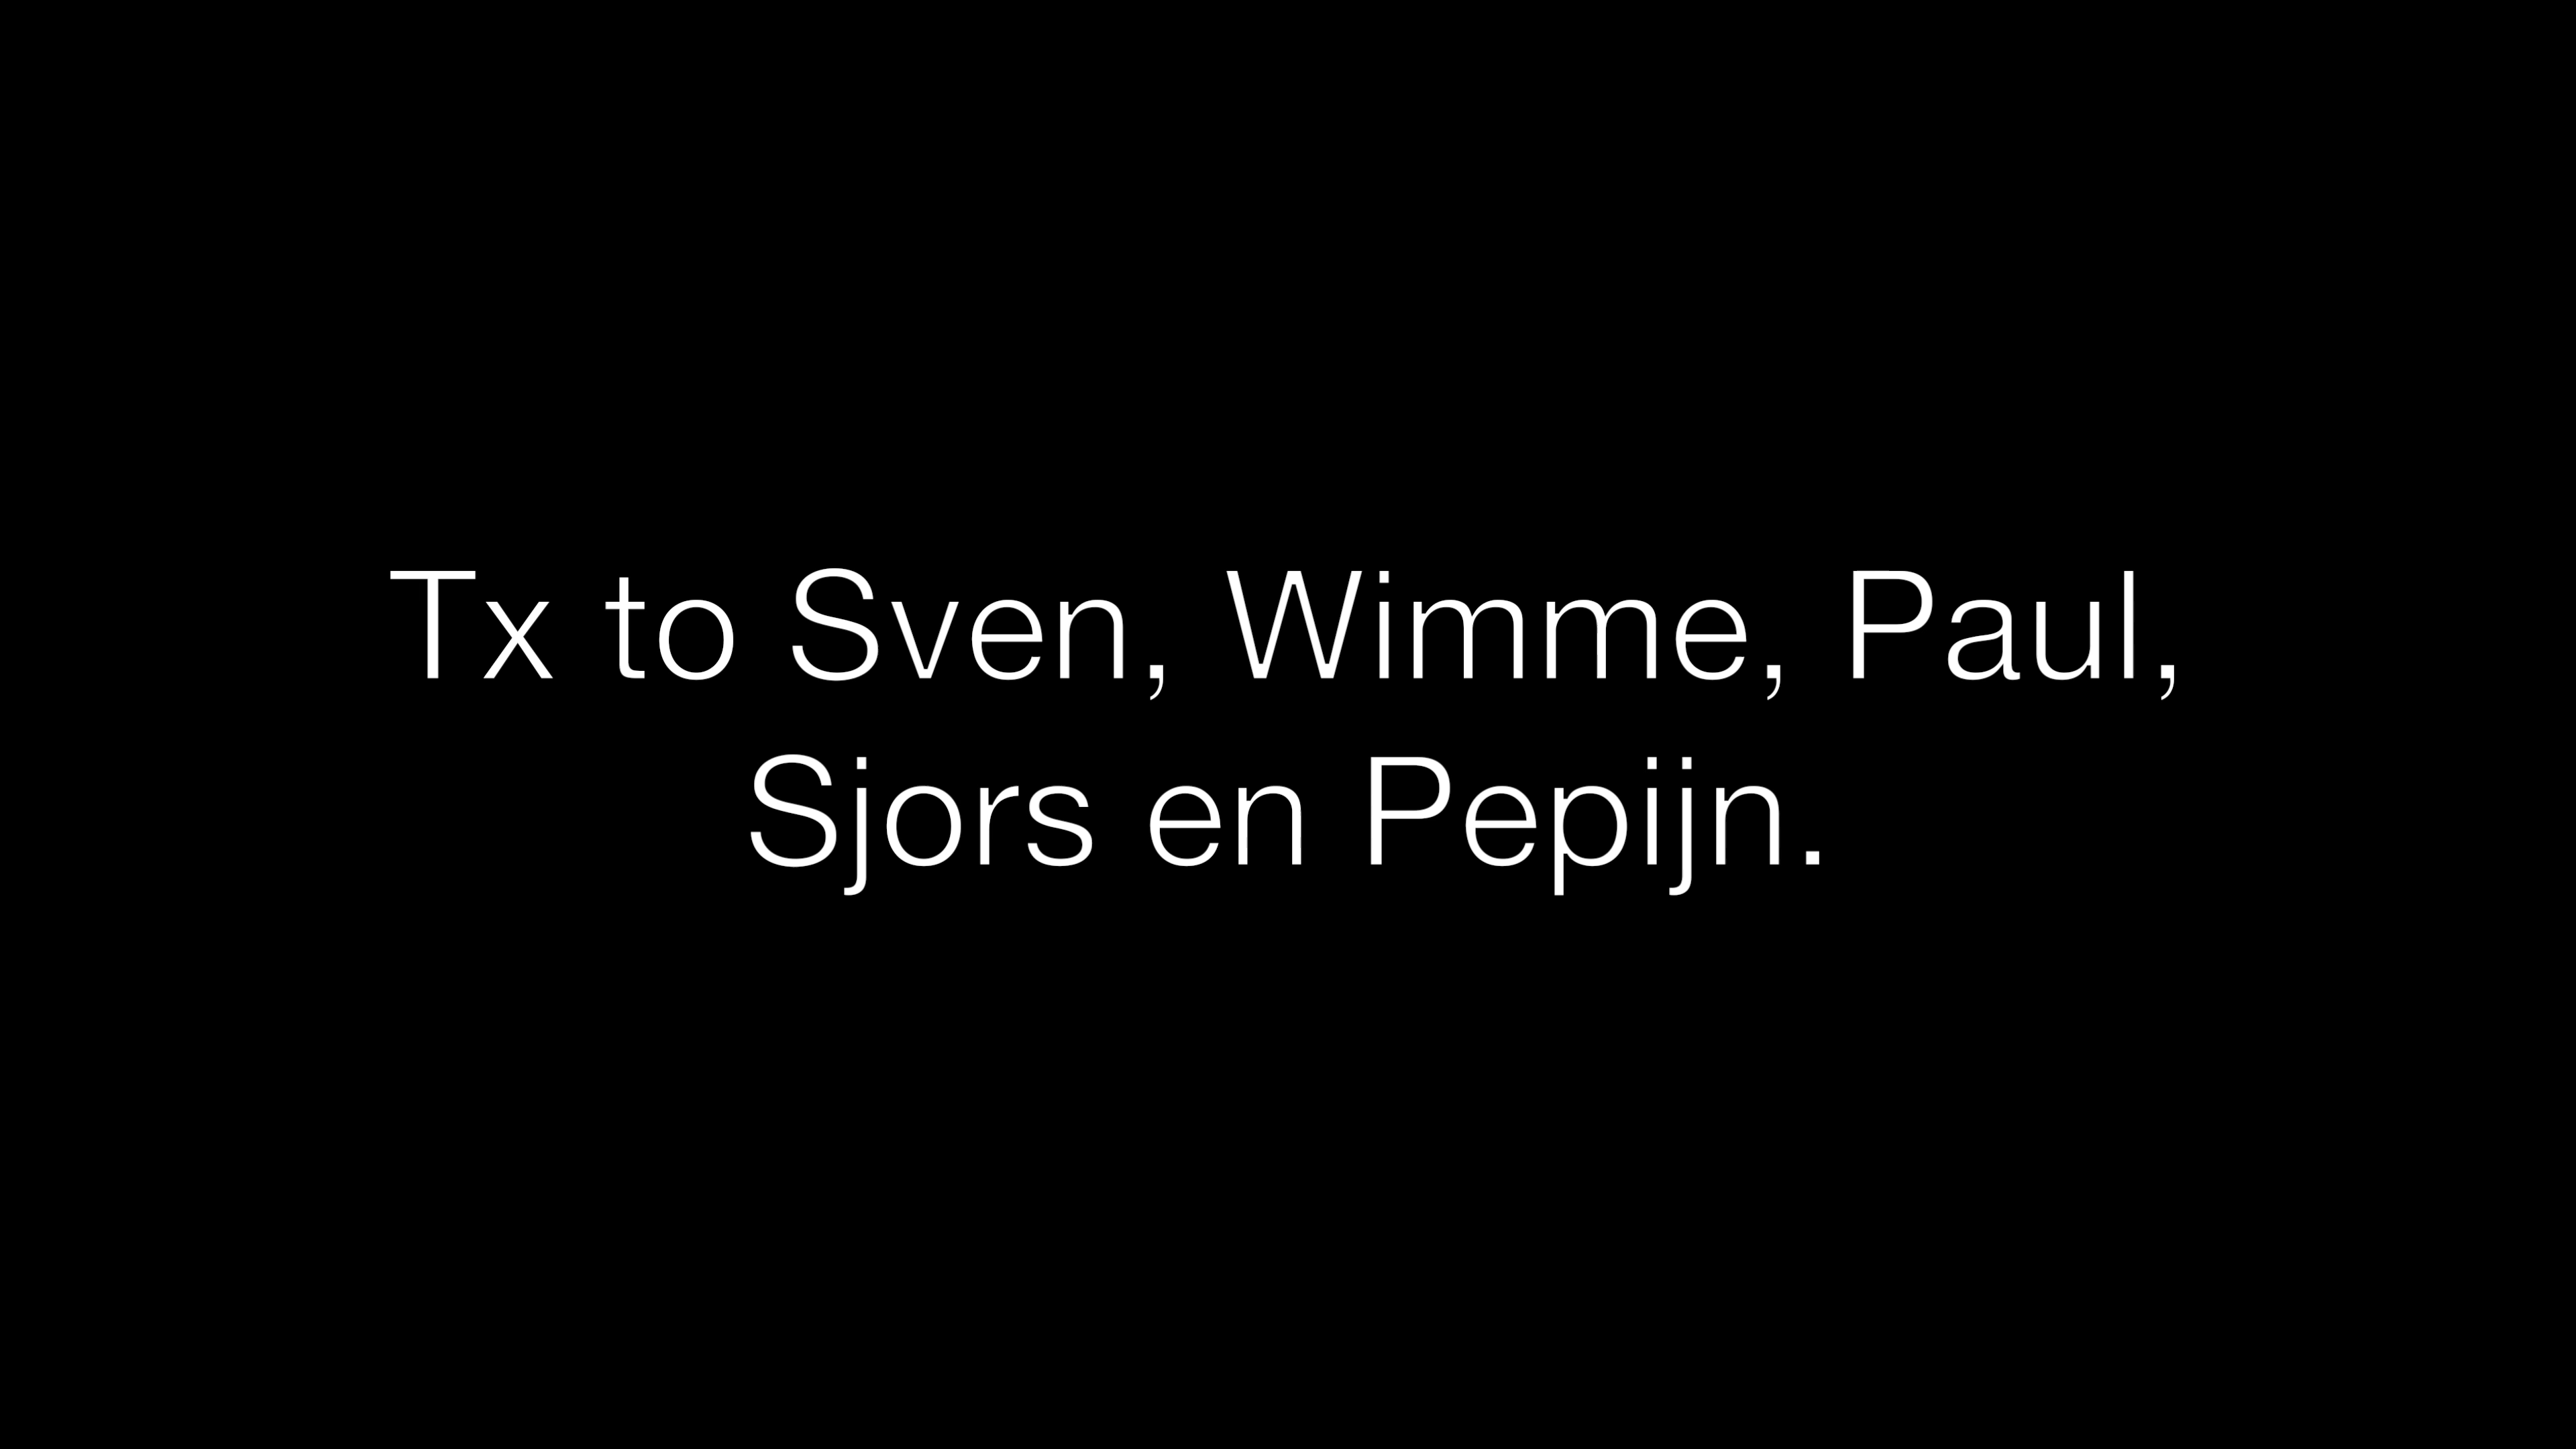 Tx to Sven, Wimme, Paul,
Sjors en Pepijn.